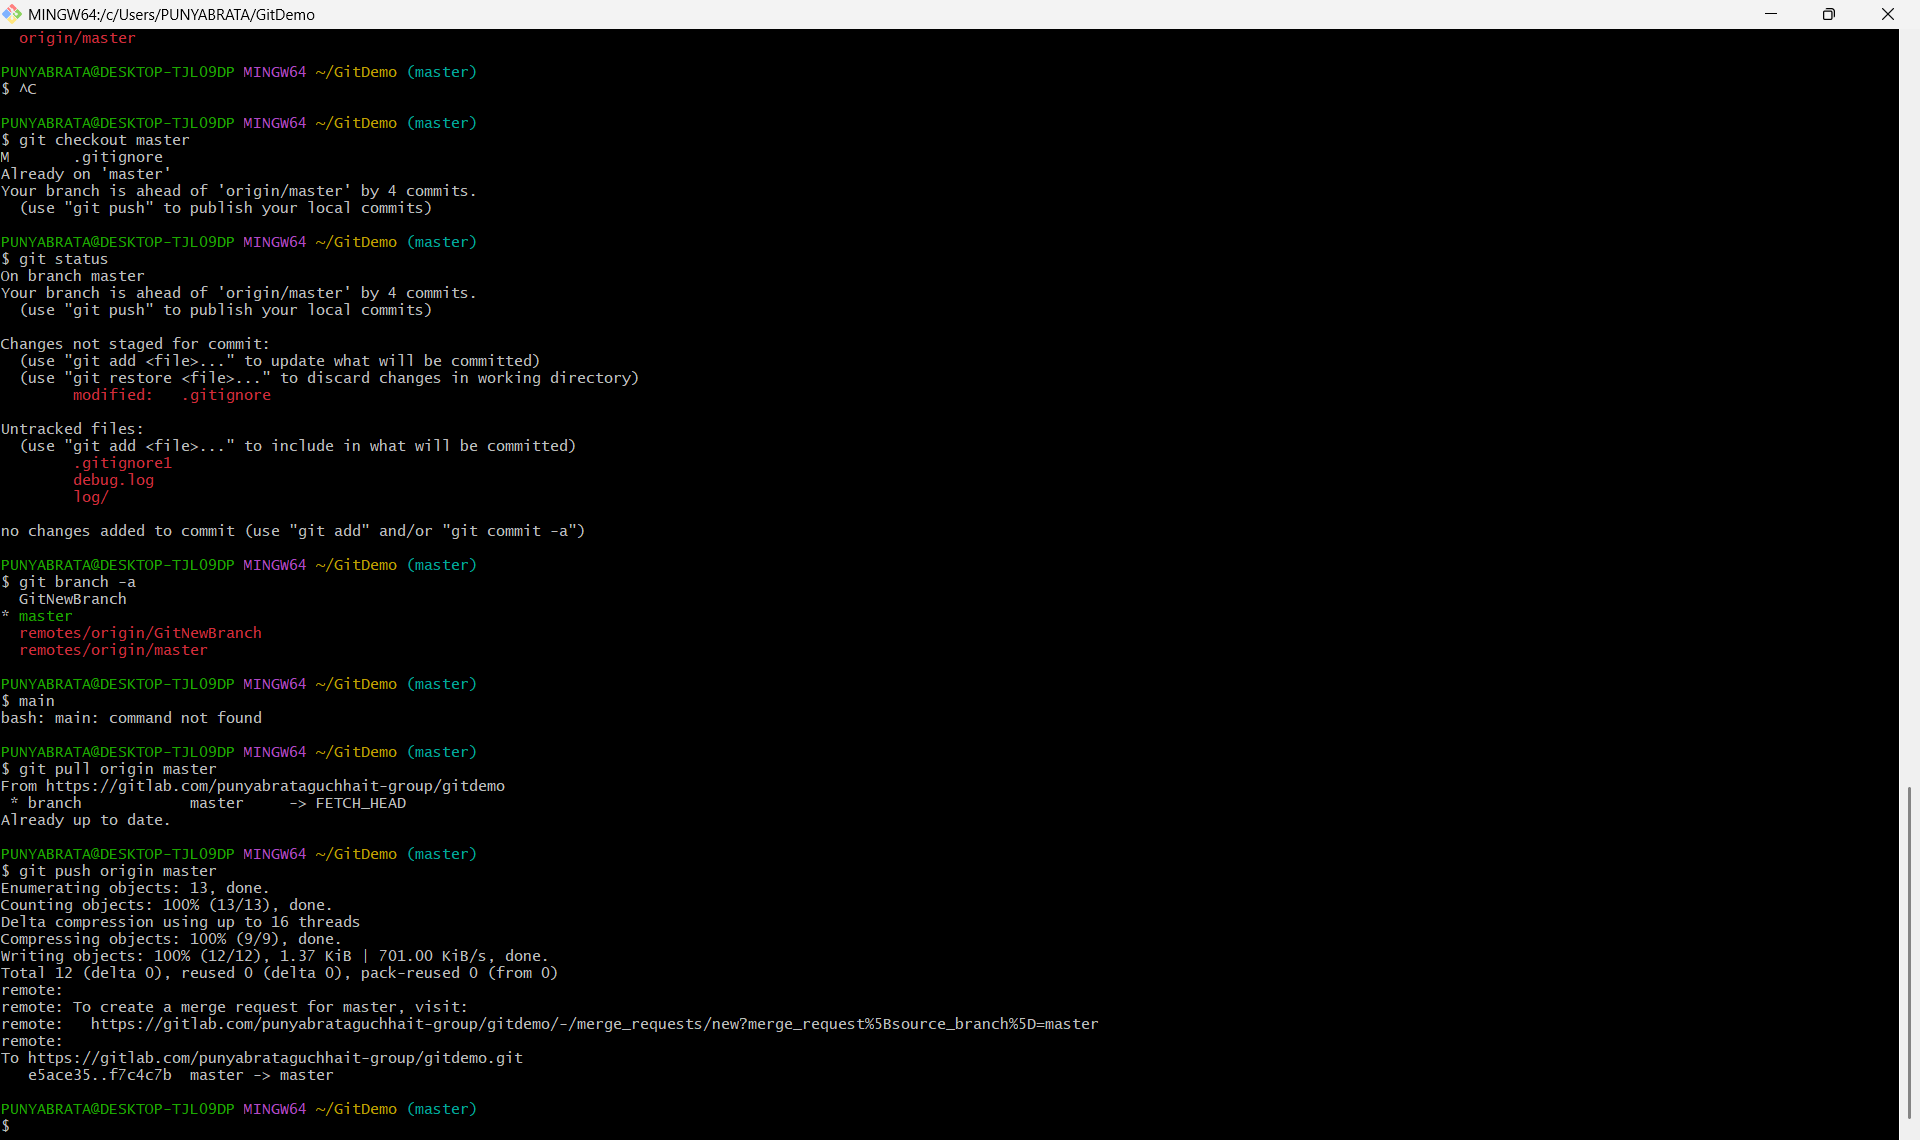 MINGW64:/c/Users/PUNYABRATA/GitDemo
origin/master
PUNYABRATA@DESKTOP-TJLO9DP MINGW64 ~/GitDemo (master)
$ ^C
PUNYABRATA@DESKTOP-TJLO9DP MINGW64 ~/GitDemo (master)
$ git checkout master
M       .gitignore
Already on 'master'
Your branch is ahead of 'origin/master' by 4 commits.
  (use "git push" to publish your local commits)
PUNYABRATA@DESKTOP-TJLO9DP MINGW64 ~/GitDemo (master)
$ git status
On branch master
Your branch is ahead of 'origin/master' by 4 commits.
  (use "git push" to publish your local commits)
Changes not staged for commit:
  (use "git add <file>..." to update what will be committed)
  (use "git restore <file>..." to discard changes in working directory)
        modified:   .gitignore
Untracked files:
  (use "git add <file>..." to include in what will be committed)
        .gitignore1
        debug.log
        log/
no changes added to commit (use "git add" and/or "git commit -a")
PUNYABRATA@DESKTOP-TJLO9DP MINGW64 ~/GitDemo (master)
$ git branch -a
  GitNewBranch
* master
  remotes/origin/GitNewBranch
  remotes/origin/master
PUNYABRATA@DESKTOP-TJLO9DP MINGW64 ~/GitDemo (master)
$ main
bash: main: command not found
PUNYABRATA@DESKTOP-TJLO9DP MINGW64 ~/GitDemo (master)
$ git pull origin master
From https://gitlab.com/punyabrataguchhait-group/gitdemo
 * branch            master     -> FETCH_HEAD
Already up to date.
PUNYABRATA@DESKTOP-TJLO9DP MINGW64 ~/GitDemo (master)
$ git push origin master
Enumerating objects: 13, done.
Counting objects: 100% (13/13), done.
Delta compression using up to 16 threads
Compressing objects: 100% (9/9), done.
Writing objects: 100% (12/12), 1.37 KiB | 701.00 KiB/s, done.
Total 12 (delta 0), reused 0 (delta 0), pack-reused 0 (from 0)
remote:
remote: To create a merge request for master, visit:
remote:   https://gitlab.com/punyabrataguchhait-group/gitdemo/-/merge_requests/new?merge_request%5Bsource_branch%5D=master
remote:
To https://gitlab.com/punyabrataguchhait-group/gitdemo.git
   e5ace35..f7c4c7b  master -> master
PUNYABRATA@DESKTOP-TJLO9DP MINGW64 ~/GitDemo (master)
$